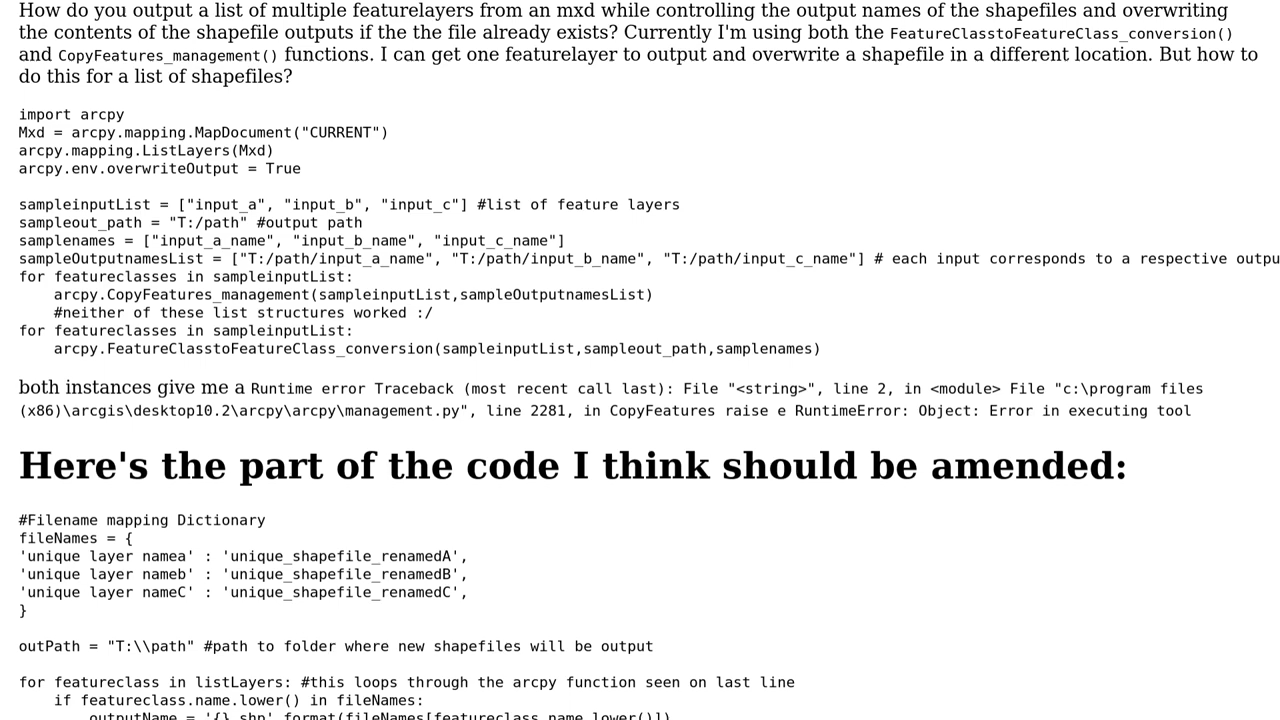 How do you output a list of multiple featurelayers from an mxd while controlling the output names of the shapefiles and overwriting
the contents of the shapefile outputs if the the file already exists? Currently I'm using both the FeatureClasstoFeatureClass_conversion()
and CopyFeatures_management() functions. I can get one featurelayer to output and overwrite a shapefile in a different location. But how to
do this for a list of shapefiles?
import arcpy
Mxd = arcpy.mapping.MapDocument("CURRENT")
arcpy.mapping.ListLayers(Mxd)
arcpy.env.overwriteOutput = True
sampleinputList = ["input_a", "input_b", "input_c"] #list of feature layers
sampleout_path = "T:/path" #output path
samplenames = ["input_a_name", "input_b_name", "input_c_name"]
sampleOutputnamesList = ["T:/path/input_a_name", "T:/path/input_b_name", "T:/path/input_c_name"] # each input corresponds to a respective outpu
for featureclasses in sampleinputList:
    arcpy.CopyFeatures_management(sampleinputList,sampleOutputnamesList)
    #neither of these list structures worked :/
for featureclasses in sampleinputList:
    arcpy.FeatureClasstoFeatureClass_conversion(sampleinputList,sampleout_path,samplenames)
both instances give me a Runtime error Traceback (most recent call last): File "<string>", line 2, in <module> File "c:\program files
(x86)\arcgis\desktop10.2\arcpy\arcpy\management.py", line 2281, in CopyFeatures raise e RuntimeError: Object: Error in executing tool
Here's the part of the code I think should be amended:
#Filename mapping Dictionary
fileNames = {
'unique layer namea' : 'unique_shapefile_renamedA',
'unique layer nameb' : 'unique_shapefile_renamedB',
'unique layer nameC' : 'unique_shapefile_renamedC',
}
outPath = "T:\\path" #path to folder where new shapefiles will be output
for featureclass in listLayers: #this loops through the arcpy function seen on last line
    if featureclass.name.lower() in fileNames:
        outputName = '{}.shp'.format(fileNames[featureclass.name.lower()])